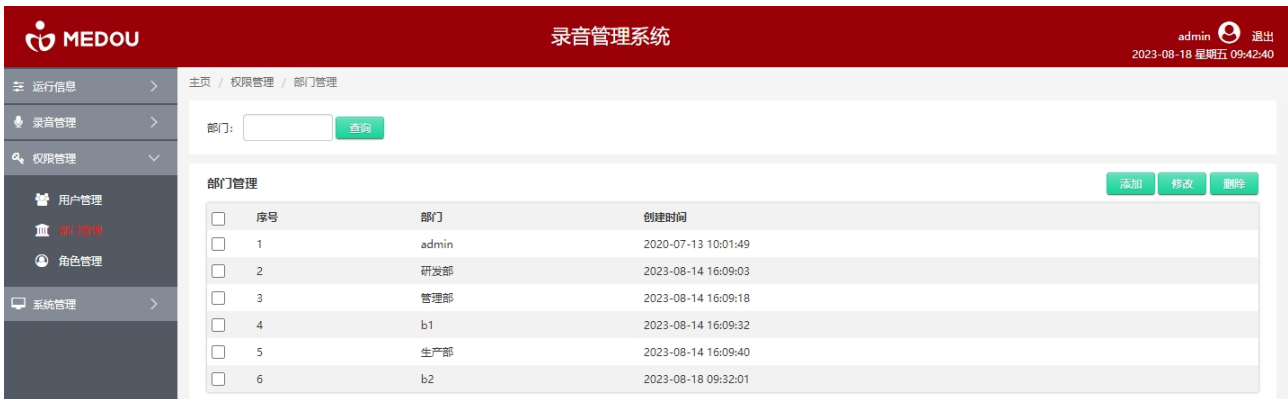 MEDOU
录音管理系统
admin 退出
2023-08-18 星期五 09:42:40
运行信息
录音管理
权限管理
用户管理
部门管理
角色管理
系统管理
主页 / 权限管理 / 部门管理
部门: 查询
部门管理 添加 修改 删除
序号 部门 创建时间
1 admin 2020-07-13 10:01:49
2 研发部 2023-08-14 16:09:03
3 管理部 2023-08-14 16:09:18
4 b1 2023-08-14 16:09:32
5 生产部 2023-08-14 16:09:40
6 b2 2023-08-18 09:32:01